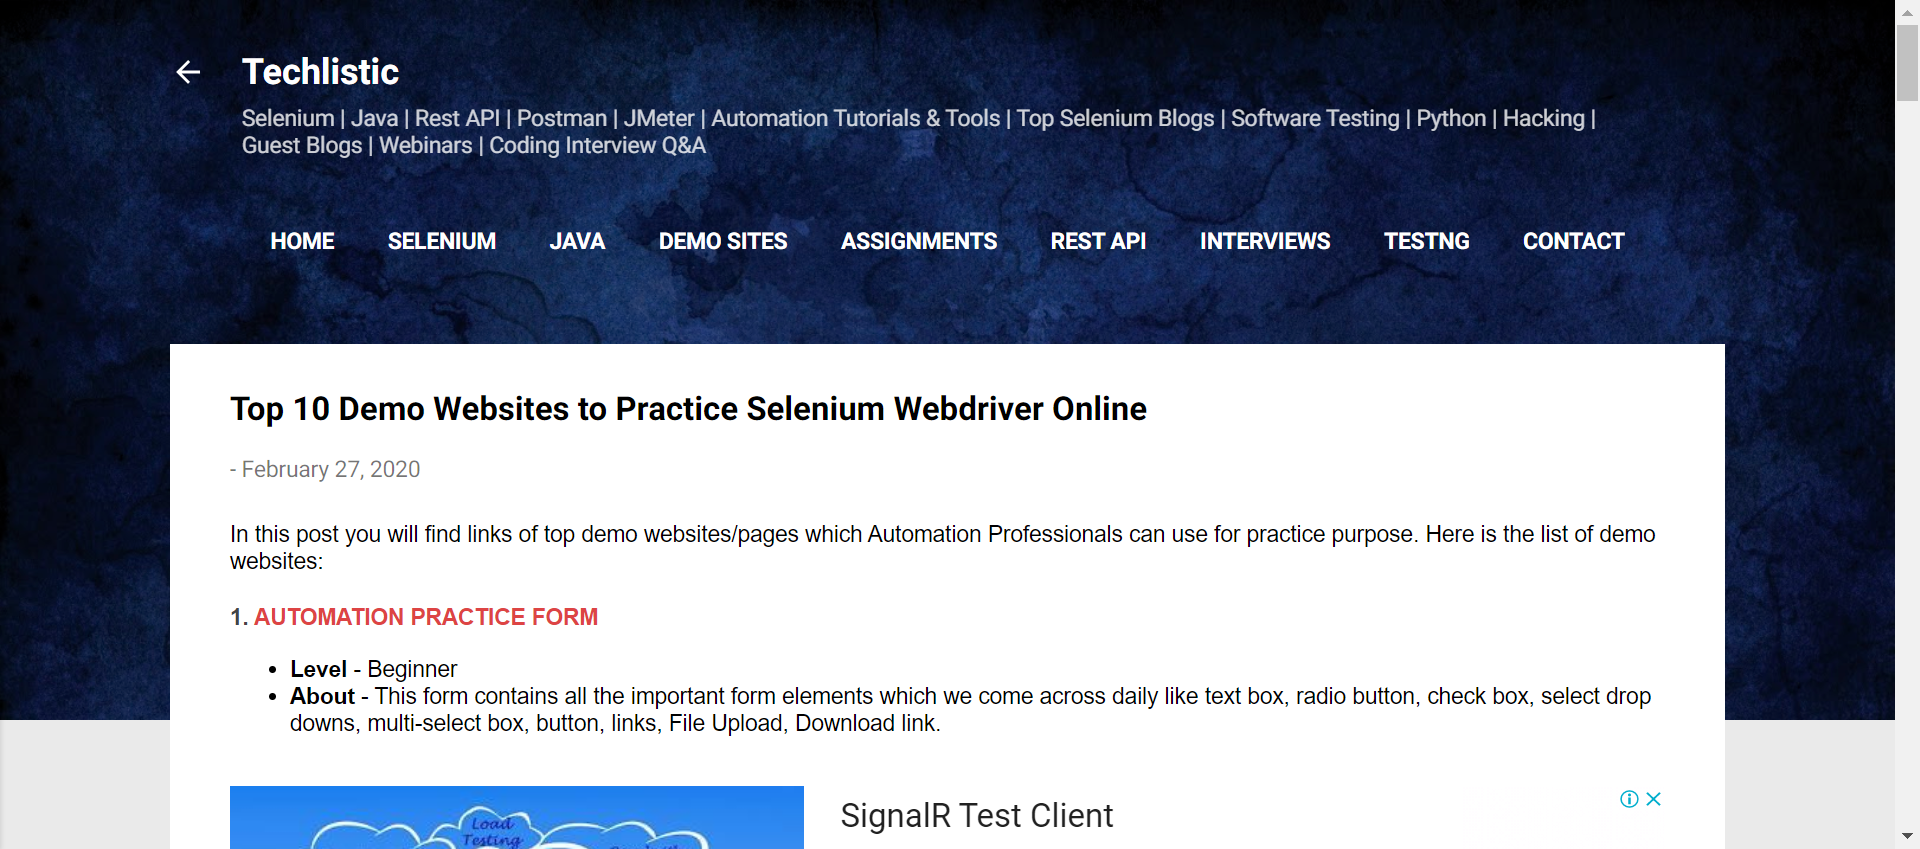 Techlistic
Selenium | Java | Rest API | Postman | JMeter | Automation Tutorials & Tools | Top Selenium Blogs | Software Testing | Python | Hacking |
Guest Blogs | Webinars | Coding Interview Q&A
HOME SELENIUM JAVA DEMO SITES ASSIGNMENTS REST API INTERVIEWS TESTNG CONTACT
Top 10 Demo Websites to Practice Selenium Webdriver Online
- February 27, 2020
In this post you will find links of top demo websites/pages which Automation Professionals can use for practice purpose. Here is the list of demo
websites:
1. AUTOMATION PRACTICE FORM
• Level - Beginner
• About - This form contains all the important form elements which we come across daily like text box, radio button, check box, select drop
downs, multi-select box, button, links, File Upload, Download link.
Load
Testing
SignalR Test Client